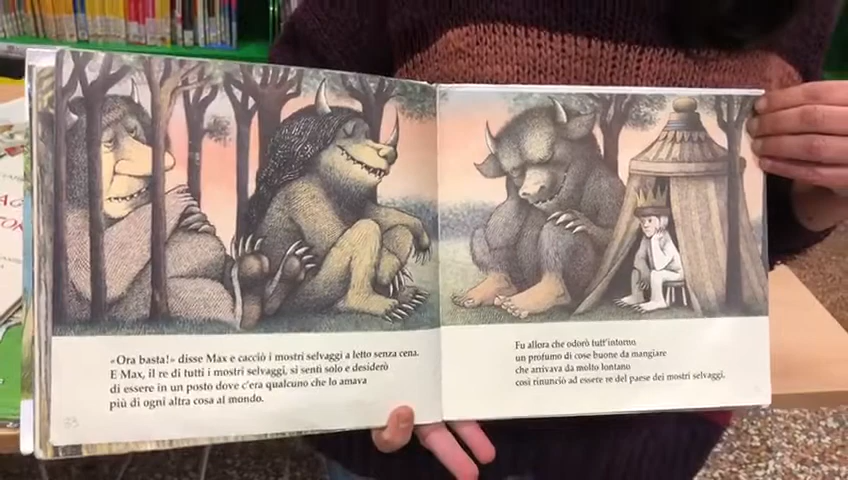 «Ora basta!» disse Max e cacciò i mostri selvaggi a letto senza cena.
E Max, il re di tutti i mostri selvaggi, si sentì solo e desiderò
di essere in un posto dove c'era qualcuno che lo amava
più di ogni altra cosa al mondo.
Fu allora che odorò tutt'intorno
un profumo di cose buone da mangiare
che arrivava da molto lontano
così rinunciò ad essere re del paese dei mostri selvaggi.